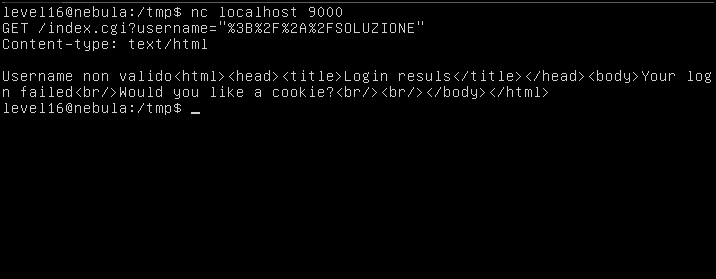 level16@nebula:/tmp$ nc localhost 9000
GET /index.cgi?username="%3B%2F%2A%2FSOLUZIONE"
Content-type: text/html
Username non valido<html><head><title>Login resuls</title></head><body>Your log
n failed<br/>Would you like a cookie?<br/><br/></body></html>
level16@nebula:/tmp$ _